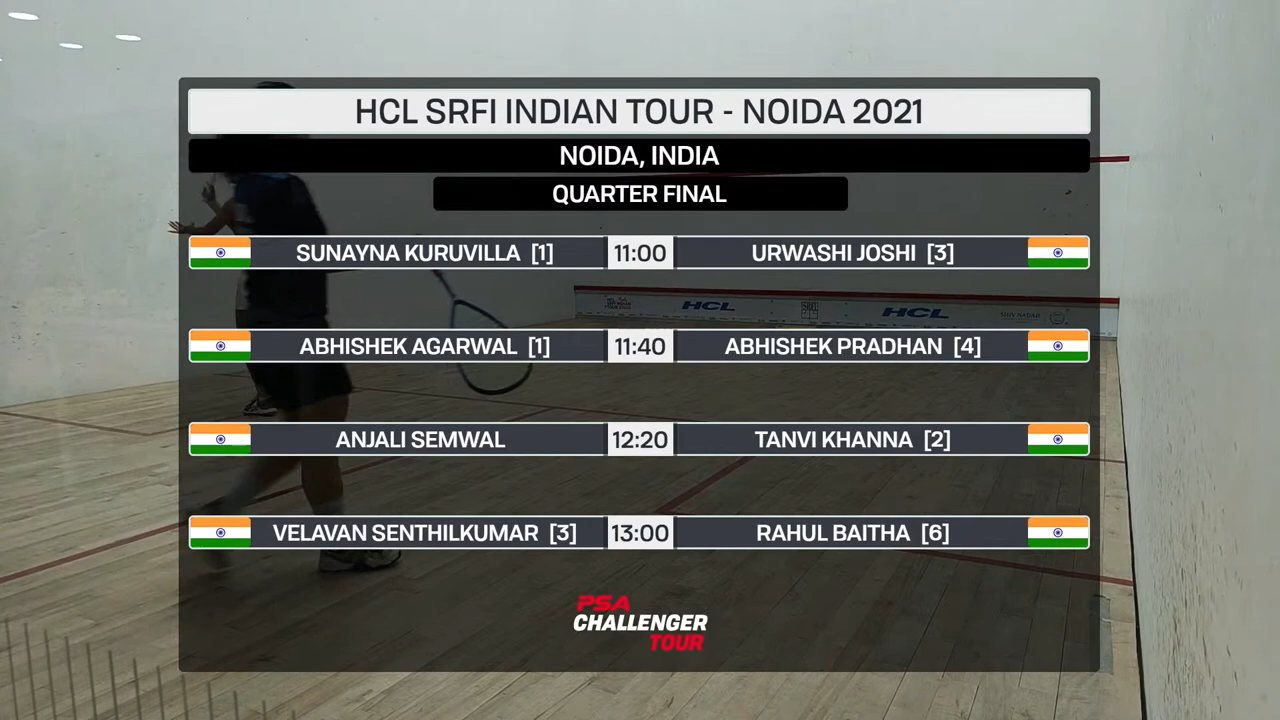 HCL SRFI INDIAN TOUR - NOIDA 2021
NOIDA, INDIA
QUARTER FINAL
SUNAYNA KURUVILLA [1] 11:00 URWASHI JOSHI [3]
HCL HCL
ABHISHEK AGARWAL [1] 11:40 ABHISHEK PRADHAN [4]
ANJALI SEMWAL 12:20 TANVI KHANNA [2]
VELAVAN SENTHILKUMAR [3] 13:00 RAHUL BAITHA [6]
PSA
CHALLENGER
TOUR